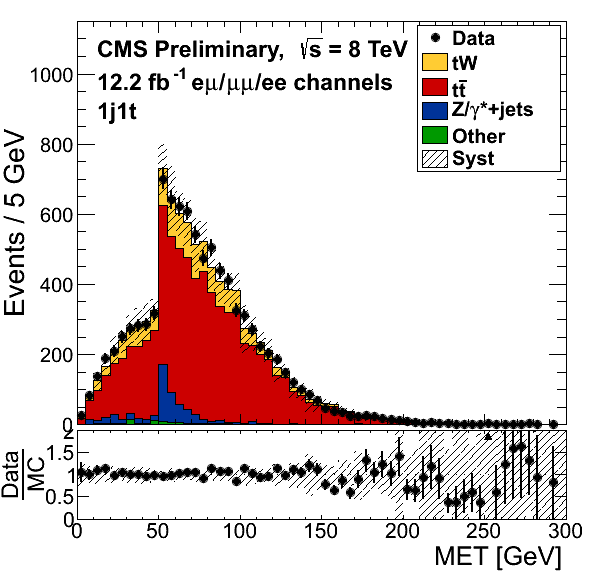 CMS Preliminary, √s = 8 TeV
12.2 fb⁻¹ eμ/μμ/ee channels
1j1t
Data
tW
tt̄
Z/γ*+jets
Other
Syst
Events / 5 GeV
1000
800
600
400
200
0
Data
MC
2
1.5
1
0.5
0
0 50 100 150 200 250 300
MET [GeV]